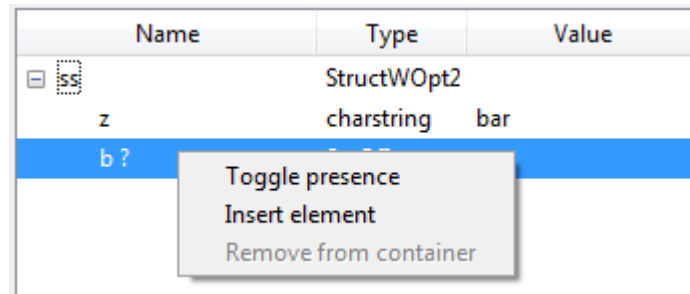 Name Type Value
ss StructWOpt2
z charstring bar
b ?
Toggle presence
Insert element
Remove from container